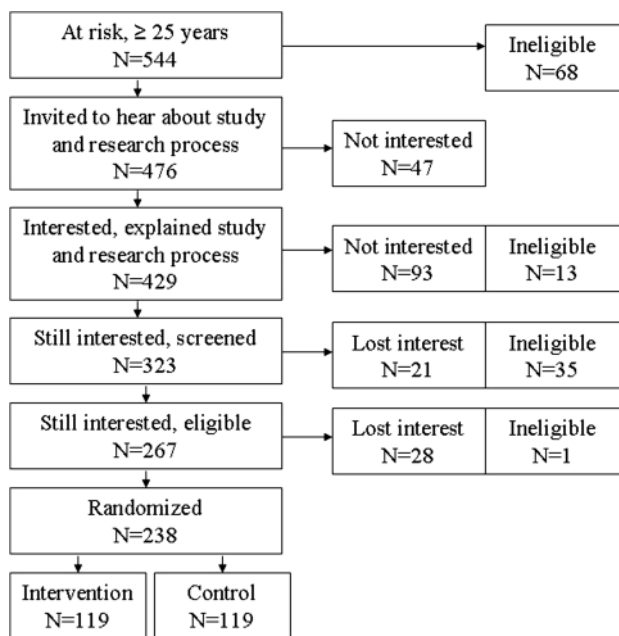 At risk, ≥ 25 years
N=544
Ineligible
N=68
Invited to hear about study
and research process
N=476
Not interested
N=47
Interested, explained study
and research process
N=429
Not interested
N=93
Ineligible
N=13
Still interested, screened
N=323
Lost interest
N=21
Ineligible
N=35
Still interested, eligible
N=267
Lost interest
N=28
Ineligible
N=1
Randomized
N=238
Intervention
N=119
Control
N=119